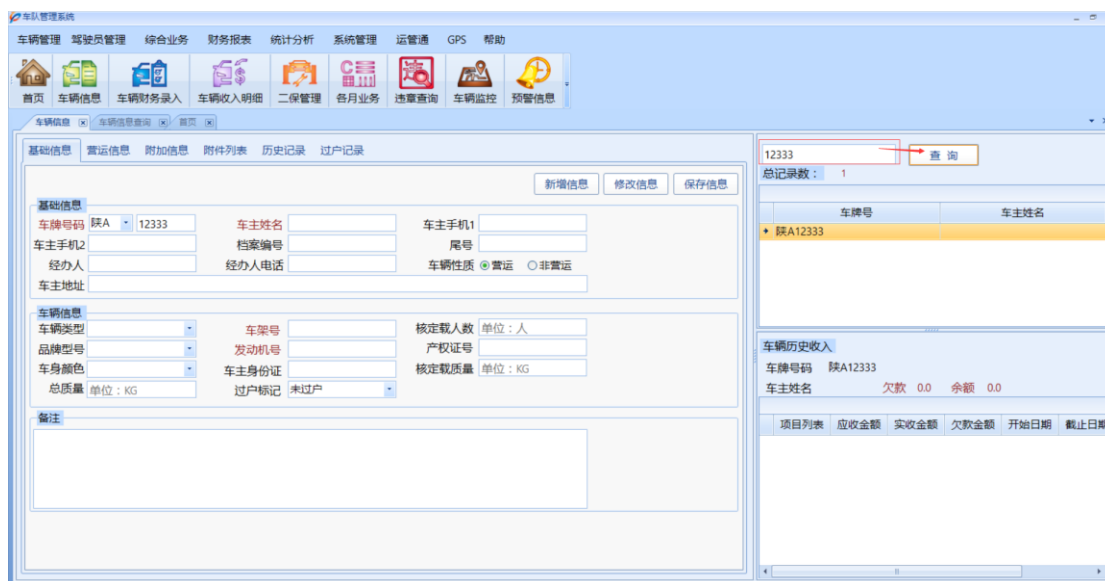 车队管理系统
车辆管理 驾驶员管理 综合业务 财务报表 统计分析 系统管理 运管通 GPS 帮助
首页 车辆信息 车辆财务录入 车辆收入明细 二保管理 各月业务 违章查询 车辆监控 预警信息
车辆信息 车辆信息查询 首页
基础信息 营运信息 附加信息 附件列表 历史记录 过户记录
新增信息 修改信息 保存信息
基础信息
车牌号码 陕A 12333 车主姓名 车主手机1
车主手机2 档案编号 尾号
经办人 经办人电话 车辆性质 营运 非营运
车主地址
车辆信息
车辆类型 车架号 核定载人数 单位：人
品牌型号 发动机号 产权证号
车身颜色 车主身份证 核定载质量 单位：KG
总质量 单位：KG 过户标记 未过户
备注
12333 查 询
总记录数： 1
车牌号 车主姓名
陕A12333
车辆历史收入
车牌号码 陕A12333
车主姓名 欠款 0.0 余额 0.0
项目列表 应收金额 实收金额 欠款金额 开始日期 截止日期